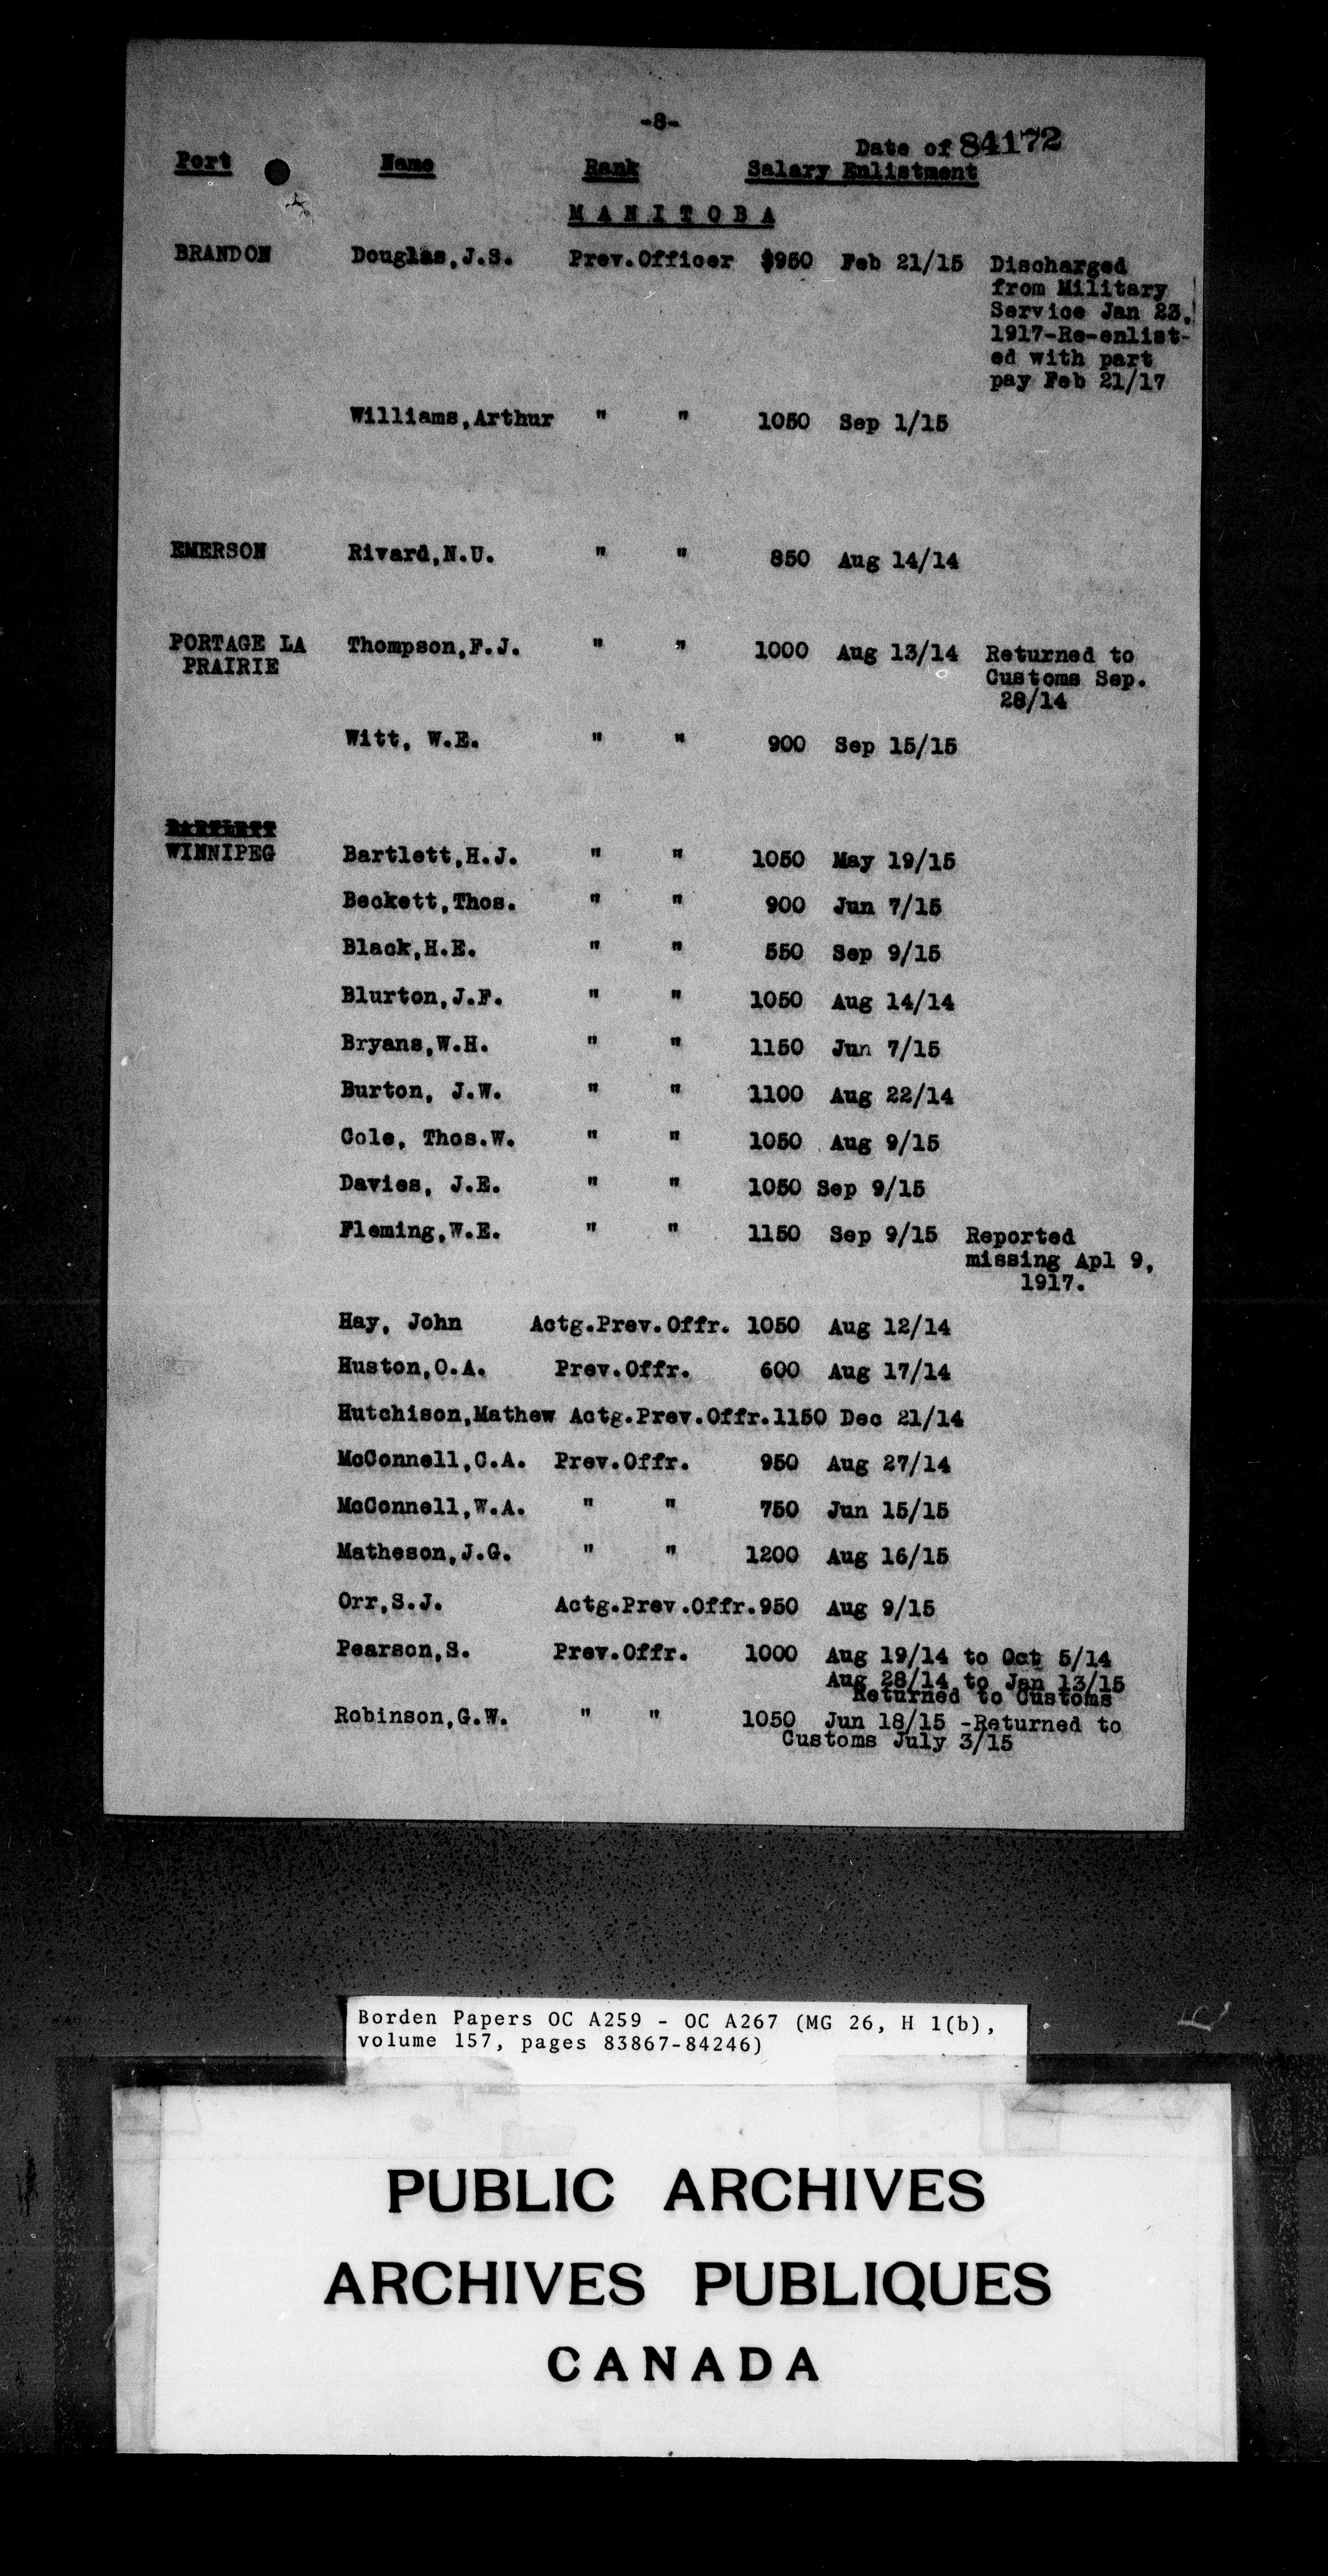 -8-
84172
Date of
Port Name Rank Salary Enlistment
MANITOBA
BRANDON Douglas,J.S. Prev.Officer $950 Feb 21/15 Discharged
from Military
Service Jan 23,
1917-Re-enlist-
ed with part
pay Feb 21/17
Williams,Arthur " " 1050 Sep 1/15
EMERSON Rivard,N.U. " " 850 Aug 14/14
PORTAGE LA Thompson,F.J. " " 1000 Aug 13/14 Returned to
PRAIRIE Customs Sep.
28/14
Witt, W.E. " " 900 Sep 15/15
BARTLETT
WINNIPEG Bartlett,H.J. " " 1050 May 19/15
Beckett,Thos. " " 900 Jun 7/15
Black,H.E. " " 550 Sep 9/15
Blurton,J.F. " " 1050 Aug 14/14
Bryans,W.H. " " 1150 Jun 7/15
Burton, J.W. " " 1100 Aug 22/14
Cole, Thos.W. " " 1050 Aug 9/15
Davies, J.E. " " 1050 Sep 9/15
Fleming,W.E. " " 1150 Sep 9/15 Reported
missing Apl 9,
1917.
Hay, John Actg.Prev.Offr. 1050 Aug 12/14
Huston,O.A. Prev.Offr. 600 Aug 17/14
Hutchison,Mathew Actg.Prev.Offr.1150 Dec 21/14
McConnell,C.A. Prev.Offr. 950 Aug 27/14
McConnell,W.A. " " 750 Jun 15/15
Matheson,J.G. " " 1200 Aug 16/15
Orr,S.J. Actg.Prev.Offr.950 Aug 9/15
Pearson,S. Prev.Offr. 1000 Aug 19/14 to Oct 5/14
Aug 28/14 to Jan 13/15
Returned to Customs
Robinson,G.W. " " 1050 Jun 18/15 -Returned to
Customs July 3/15
Borden Papers OC A259 - OC A267 (MG 26, H 1(b),
volume 157, pages 83867-84246)
PUBLIC ARCHIVES
ARCHIVES PUBLIQUES
CANADA